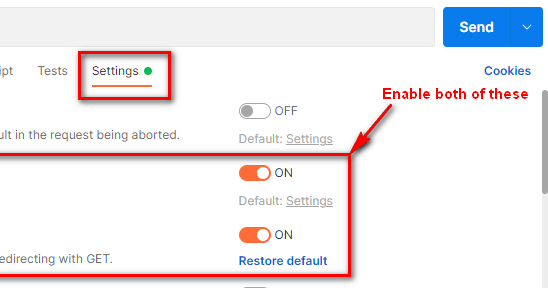 Send
ipt Tests Settings
Cookies
Enable both of these
OFF
ult in the request being aborted.
Default: Settings
ON
Default: Settings
ON
edirecting with GET.
Restore default